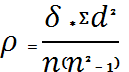 ρ = δ * Σd² / n(n² - 1)